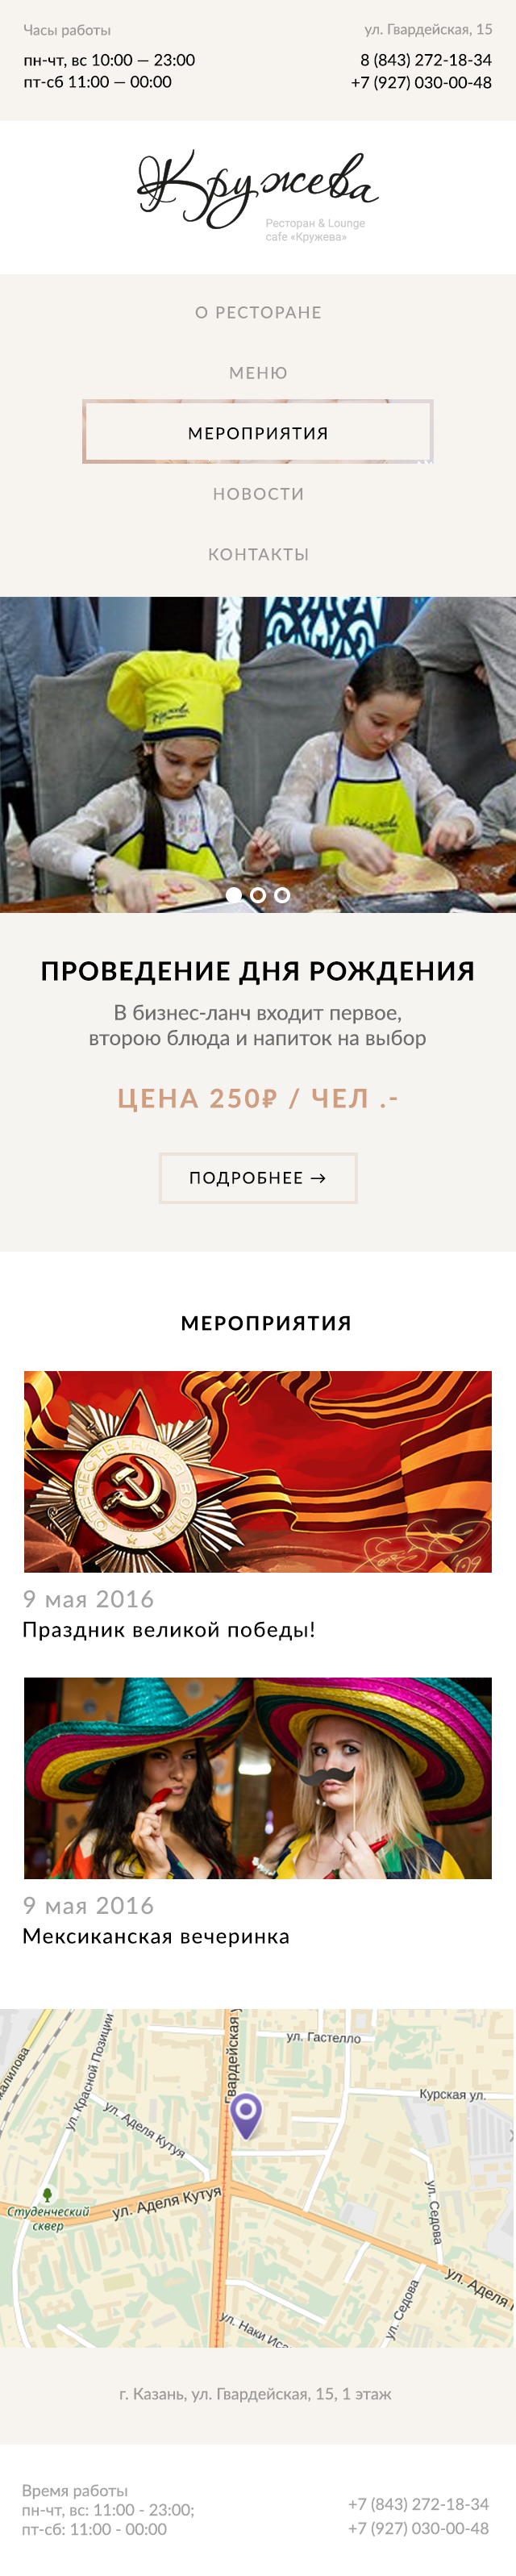 Часы работы
ул. Гвардейская, 15
пн-чт, вс 10:00 — 23:00
8 (843) 272-18-34
пт-сб 11:00 — 00:00
+7 (927) 030-00-48
Кружева
Ресторан & Lounge
cafe «Кружева»
О РЕСТОРАНЕ
МЕНЮ
МЕРОПРИЯТИЯ
НОВОСТИ
КОНТАКТЫ
Кружева
Кружева
ПРОВЕДЕНИЕ ДНЯ РОЖДЕНИЯ
В бизнес-ланч входит первое,
второю блюда и напиток на выбор
ЦЕНА 250₽ / ЧЕЛ .-
ПОДРОБНЕЕ →
МЕРОПРИЯТИЯ
ОТЕЧЕСТВЕННАЯ ВОЙНА
9 мая 2016
Праздник великой победы!
9 мая 2016
Мексиканская вечеринка
ул. Красной Позиции
гвардейская
ул. Гастелло
Курская ул.
ул. Аделя Кутуя
ул. Аделя Кутуя
Студенческий
сквер
ул. Седова
ул. Седова
ул. Аделя
ул. Наки
г. Казань, ул. Гвардейская, 15, 1 этаж
Время работы
пн-чт, вс: 11:00 - 23:00;
+7 (843) 272-18-34
пт-сб: 11:00 - 00:00
+7 (927) 030-00-48